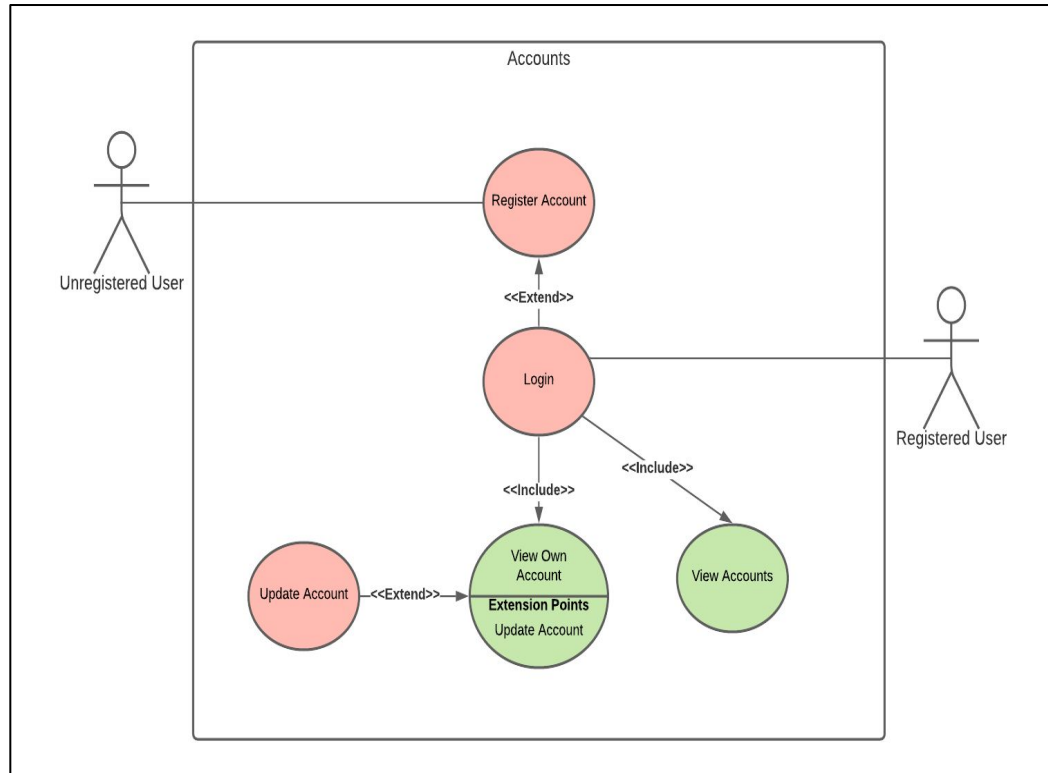 Accounts
Register Account
Unregistered User
<<Extend>>
Login
Registered User
<<Include>>
<<Include>>
View Own
Account
View Accounts
Update Account
<<Extend>>
Extension Points
Update Account